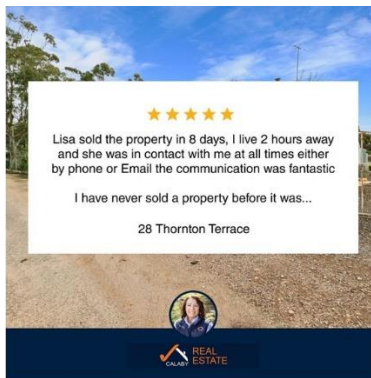 Lisa sold the property in 8 days, I live 2 hours away
and she was in contact with me at all times either
by phone or Email the communication was fantastic
I have never sold a property before it was...
28 Thornton Terrace
CALABY
REAL
ESTATE